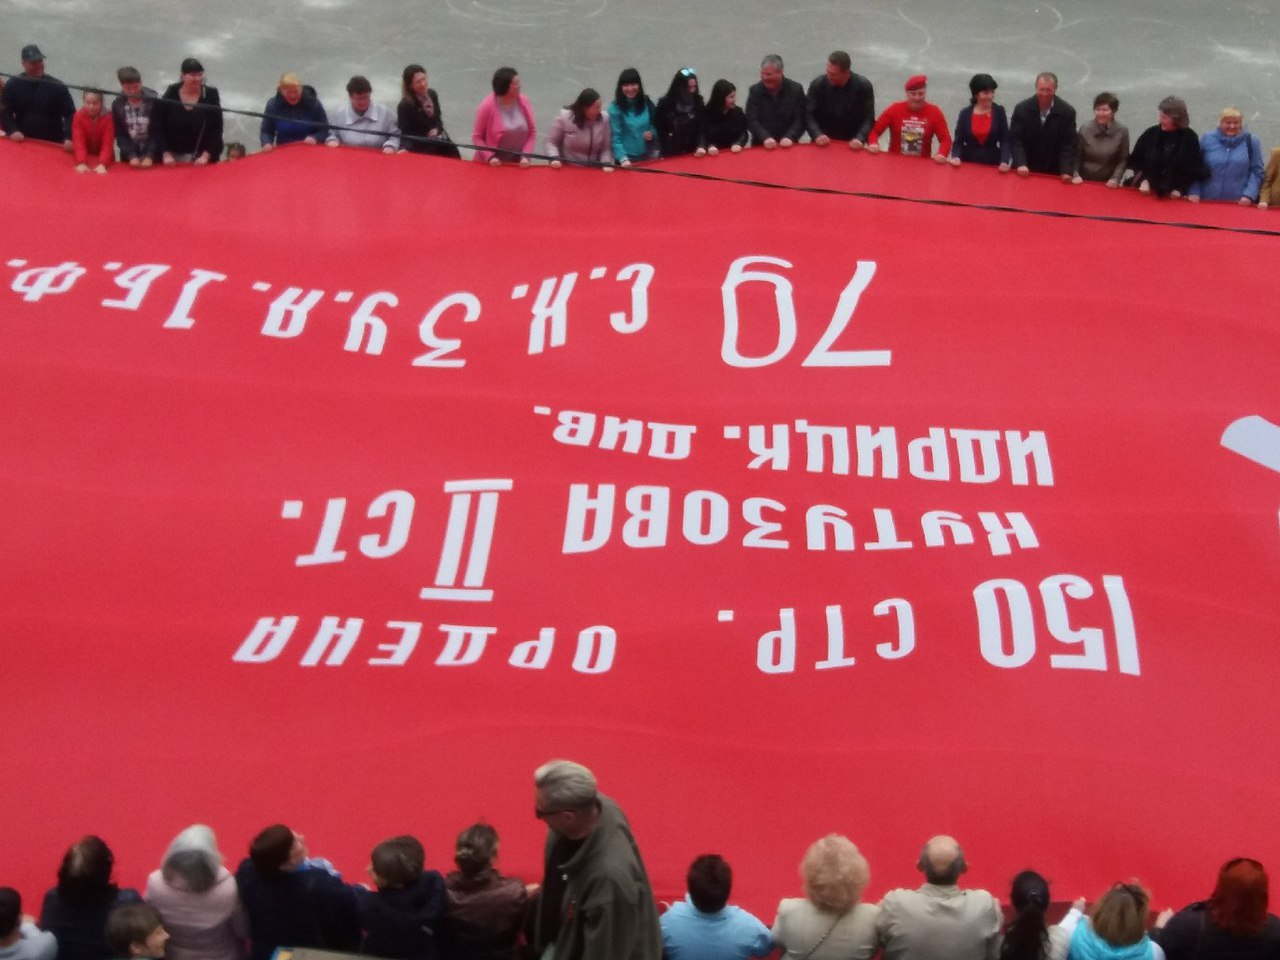 150 СТР. ОРДЕНА
КУТУЗОВА II СТ.
ИДРИЦК. ДИВ.
79 С.К. 3 У.А. 1 Б.Ф.